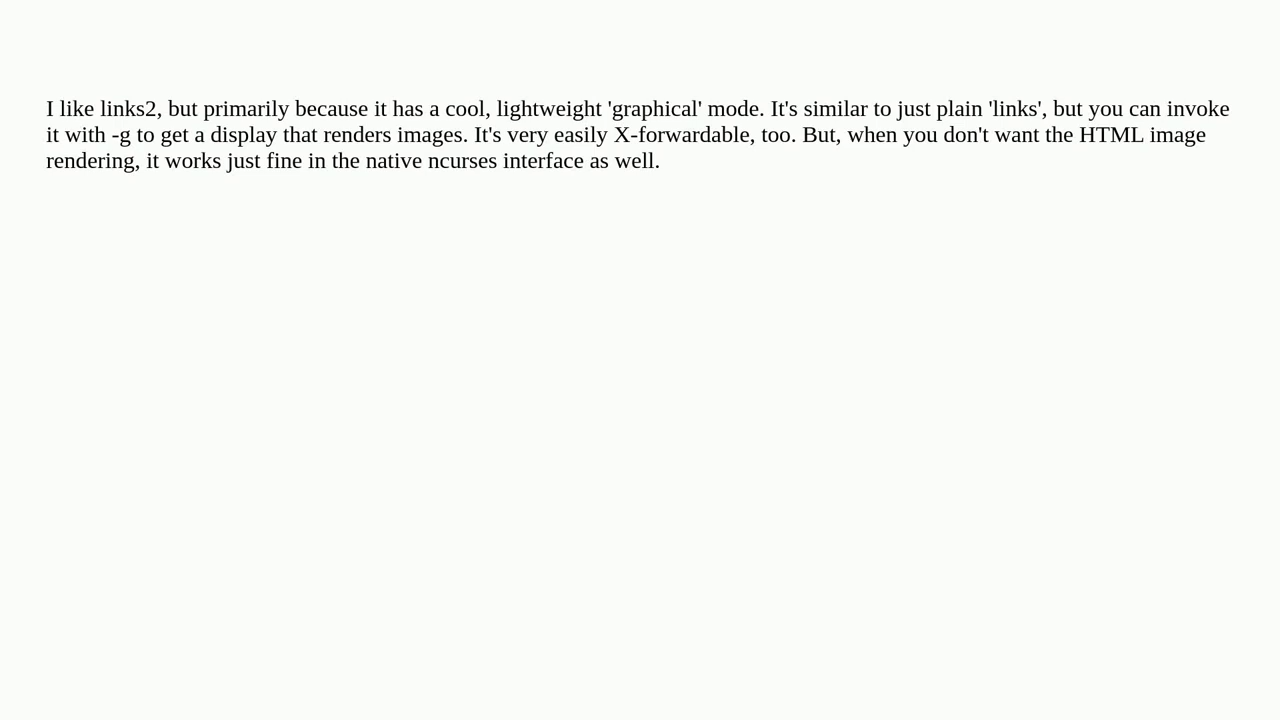 I like links2, but primarily because it has a cool, lightweight 'graphical' mode. It's similar to just plain 'links', but you can invoke
it with -g to get a display that renders images. It's very easily X-forwardable, too. But, when you don't want the HTML image
rendering, it works just fine in the native ncurses interface as well.